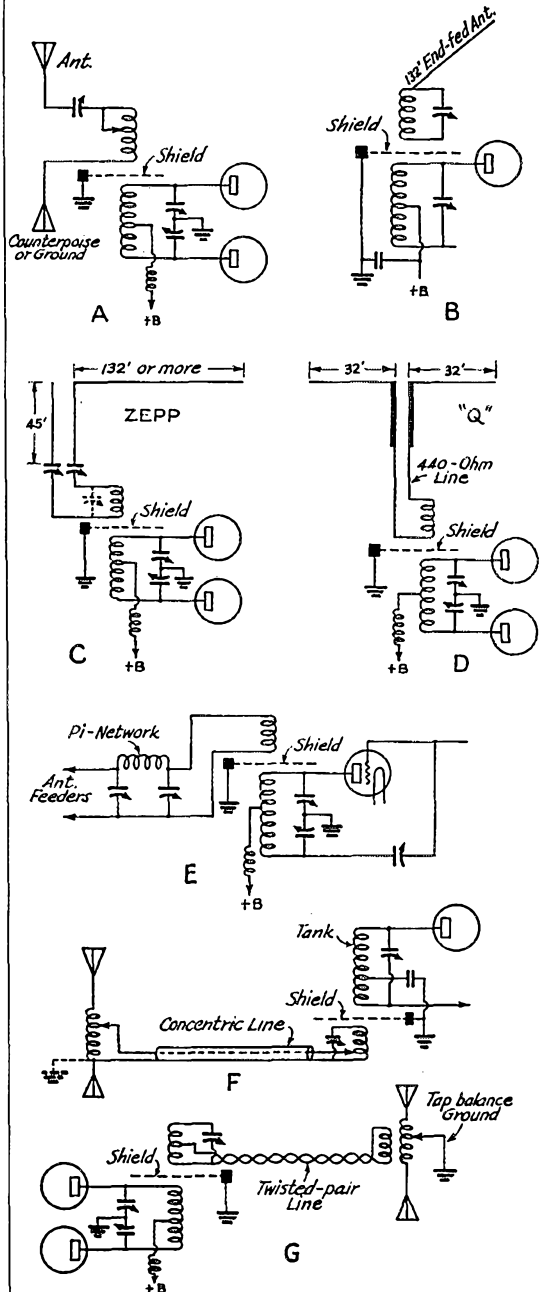 Ant.
Shield
Counterpoise
or Ground
+B
A
132' End-fed Ant.
Shield
+B
B
132' or more
ZEPP
45'
Shield
+B
C
32'
32'
"Q"
440-Ohm
Line
Shield
+B
D
Pi-Network
Shield
Ant.
Feeders
+B
E
Tank
Shield
Concentric Line
F
Tap balance
Ground
Shield
Twisted-pair
Line
+B
G